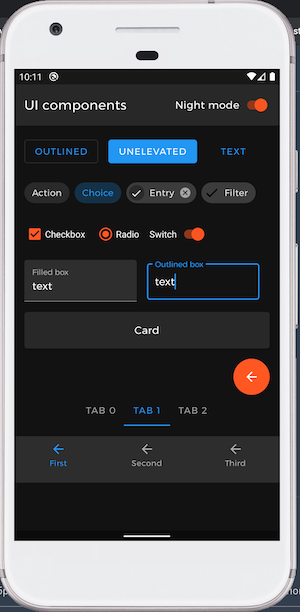 10:11
UI components Night mode
OUTLINED UNELEVATED TEXT
Action Choice Entry Filter
Checkbox Radio Switch
Filled box
text
Outlined box
text
Card
TAB 0 TAB 1 TAB 2
First Second Third